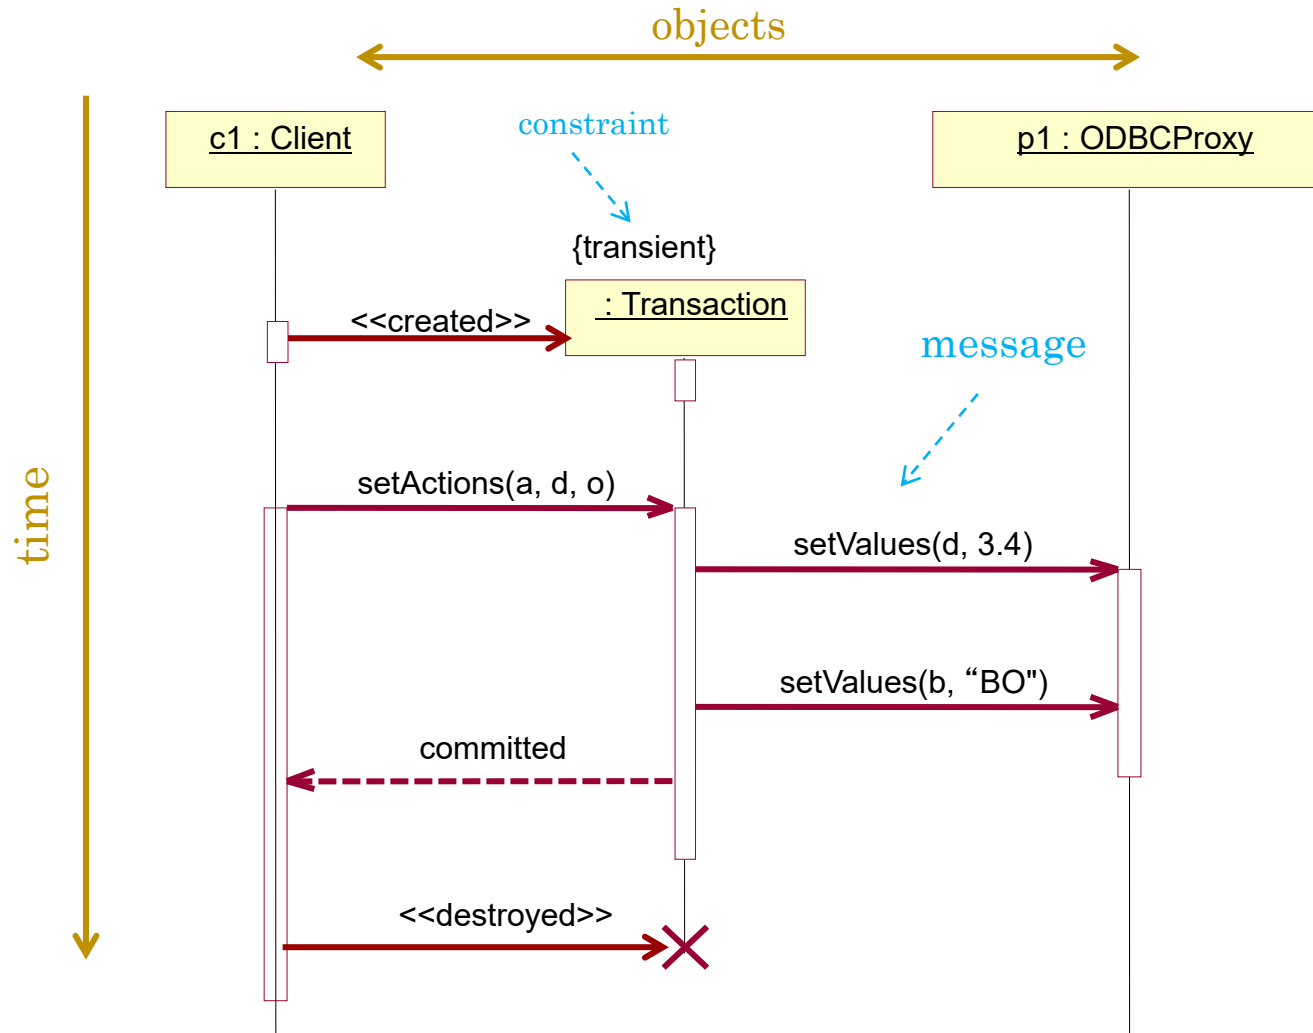 objects
c1 : Client
constraint
p1 : ODBCProxy
{transient}
: Transaction
<<created>>
message
time
setActions(a, d, o)
setValues(d, 3.4)
setValues(b, “BO")
committed
<<destroyed>>